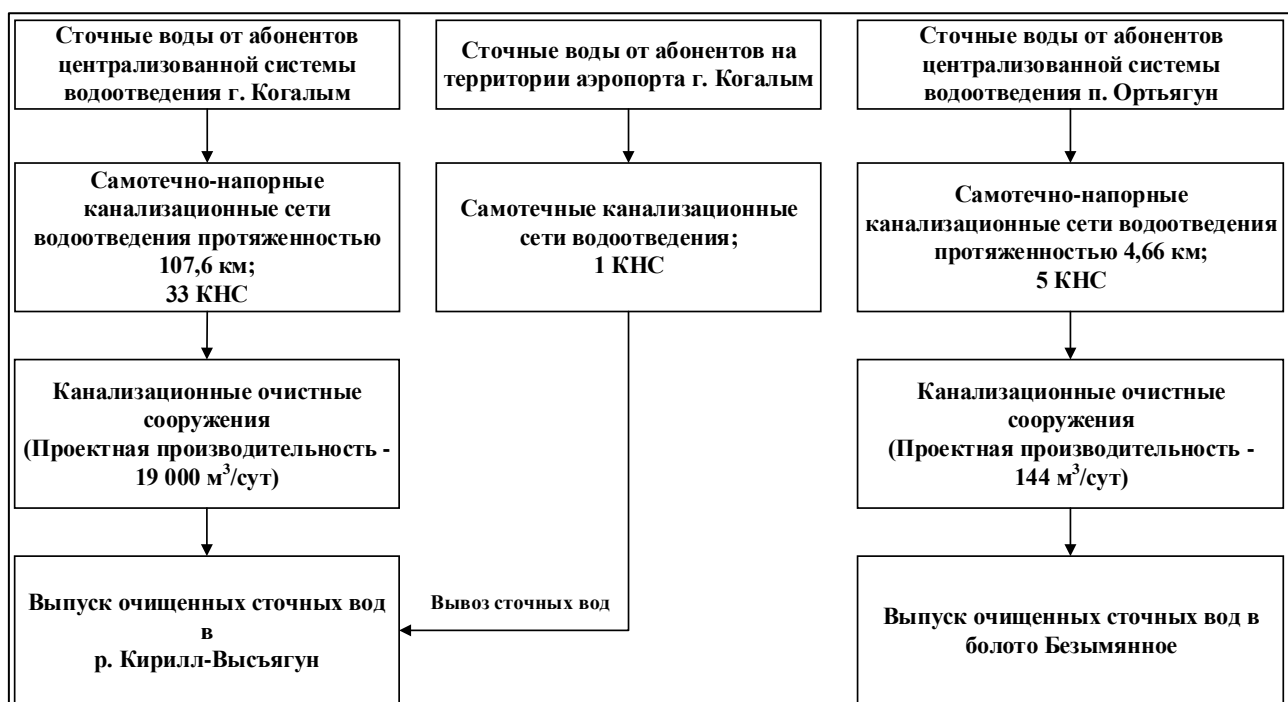 Сточные воды от абонентов
централизованной системы
водоотведения г. Когалым
Сточные воды от абонентов на
территории аэропорта г. Когалым
Сточные воды от абонентов
централизованной системы
водоотведения п. Ортьягун
Самотечно-напорные
канализационные сети
водоотведения протяженностью
107,6 км;
33 КНС
Самотечные канализационные
сети водоотведения;
1 КНС
Самотечно-напорные
канализационные сети водоотведения
протяженностью 4,66 км;
5 КНС
Канализационные очистные
сооружения
(Проектная производительность -
19 000 м³/сут)
Канализационные очистные
сооружения
(Проектная производительность -
144 м³/сут)
Выпуск очищенных сточных вод
в
р. Кирилл-Высъягун
Вывоз сточных вод
Выпуск очищенных сточных вод в
болото Безымянное